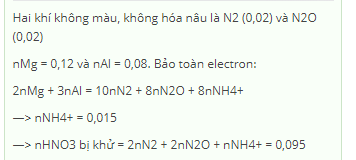 Hai khí không màu, không hóa nâu là N2 (0,02) và N2O
(0,02)
nMg = 0,12 và nAl = 0,08. Bảo toàn electron:
2nMg + 3nAl = 10nN2 + 8nN2O + 8nNH4+
—> nNH4+ = 0,015
—> nHNO3 bị khử = 2nN2 + 2nN2O + nNH4+ = 0,095